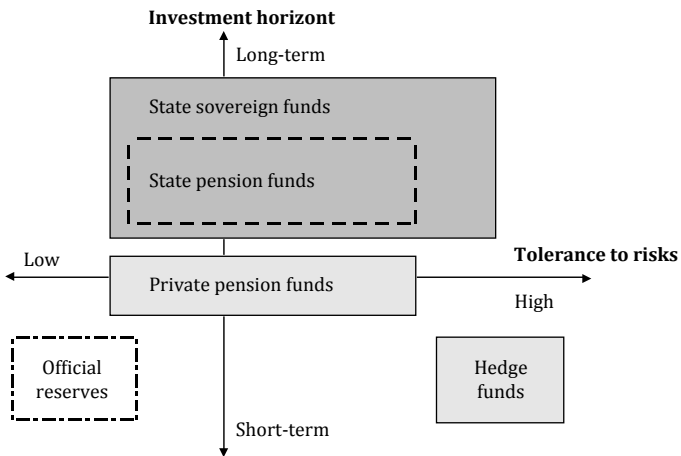 Investment horizont
Long-term
State sovereign funds
State pension funds
Low
Tolerance to risks
Private pension funds
High
Official
reserves
Hedge
funds
Short-term